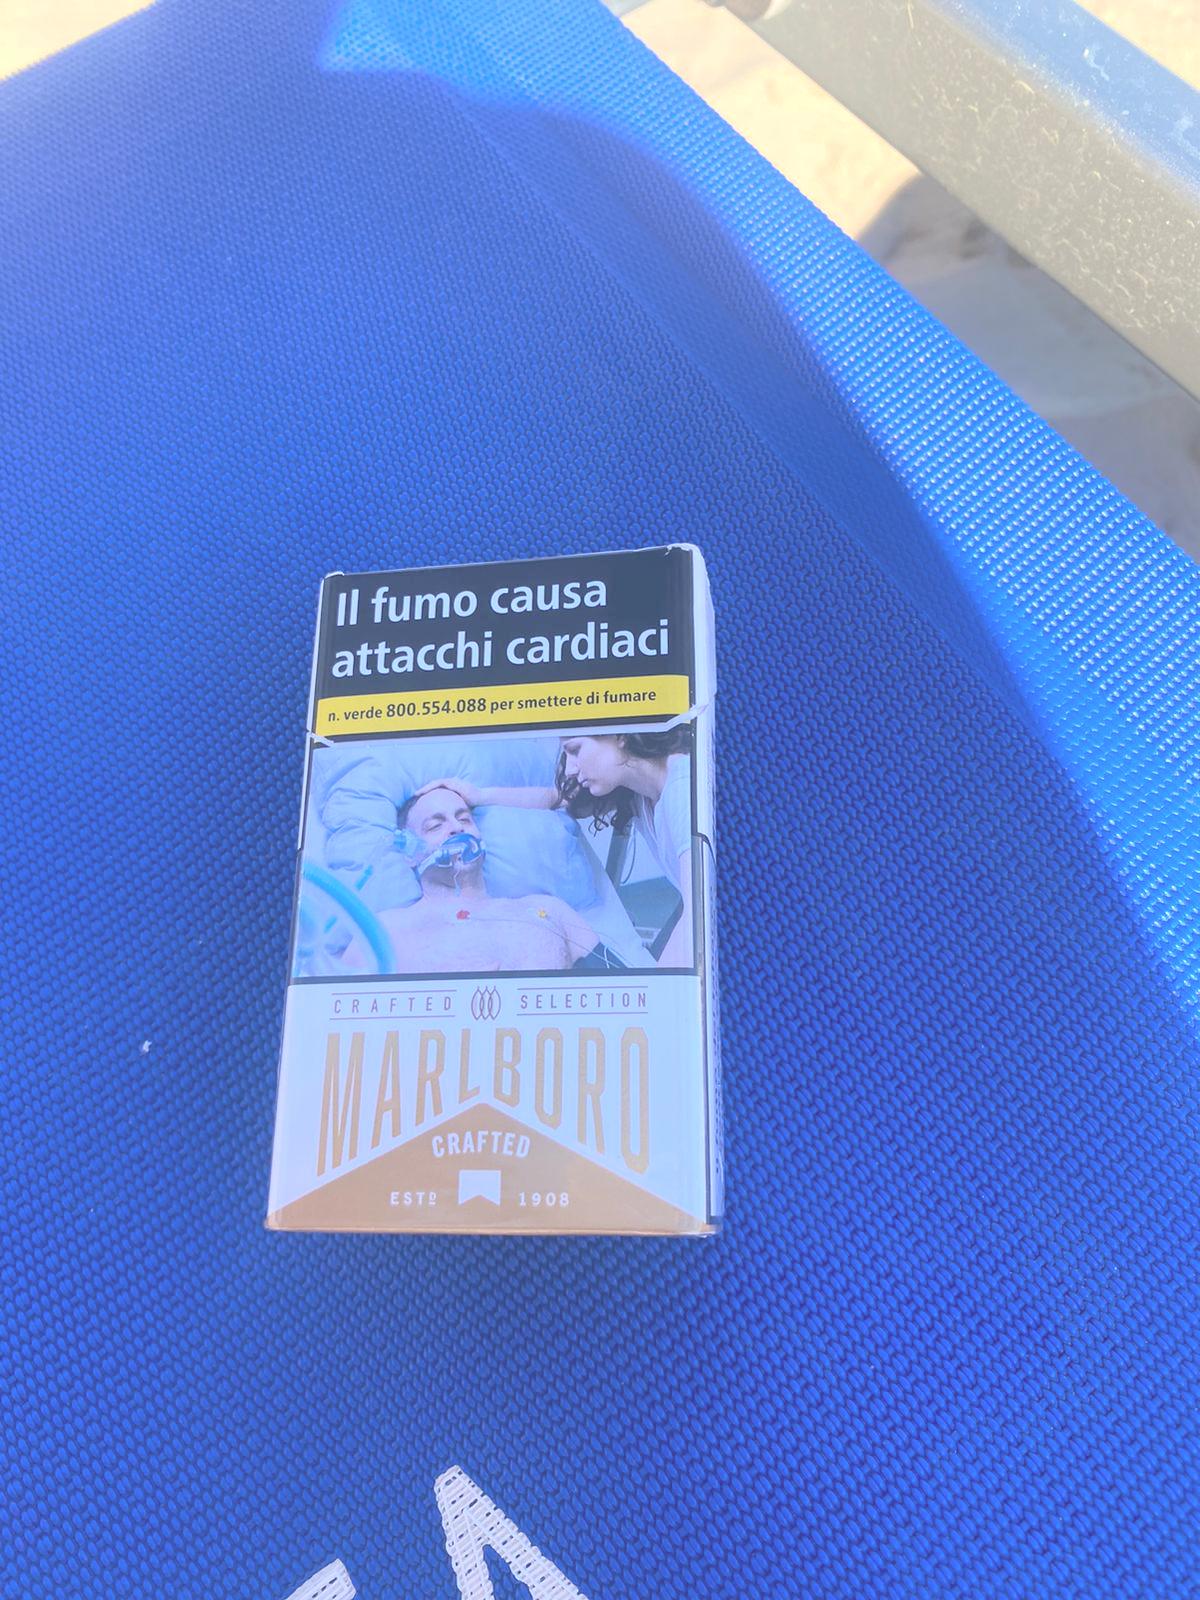 Il fumo causa
attacchi cardiaci
n. verde 800.554.088 per smettere di fumare
CRAFTED SELECTION
MARLBORO
CRAFTED
ESTD 1908